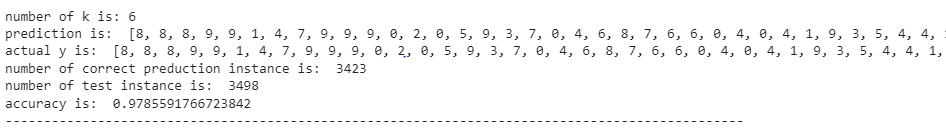 number of k is: 6
prediction is:  [8, 8, 8, 9, 9, 1, 4, 7, 9, 9, 9, 0, 2, 0, 5, 9, 3, 7, 0, 4, 6, 8, 7, 6, 6, 0, 4, 0, 4, 1, 9, 3, 5, 4, 4,
actual y is:  [8, 8, 8, 9, 9, 1, 4, 7, 9, 9, 9, 0, 2, 0, 5, 9, 3, 7, 0, 4, 6, 8, 7, 6, 6, 0, 4, 0, 4, 1, 9, 3, 5, 4, 4, 1,
number of correct preduction instance is:  3423
number of test instance is:  3498
accuracy is:  0.9785591766723842
------------------------------------------------------------------------------------------------